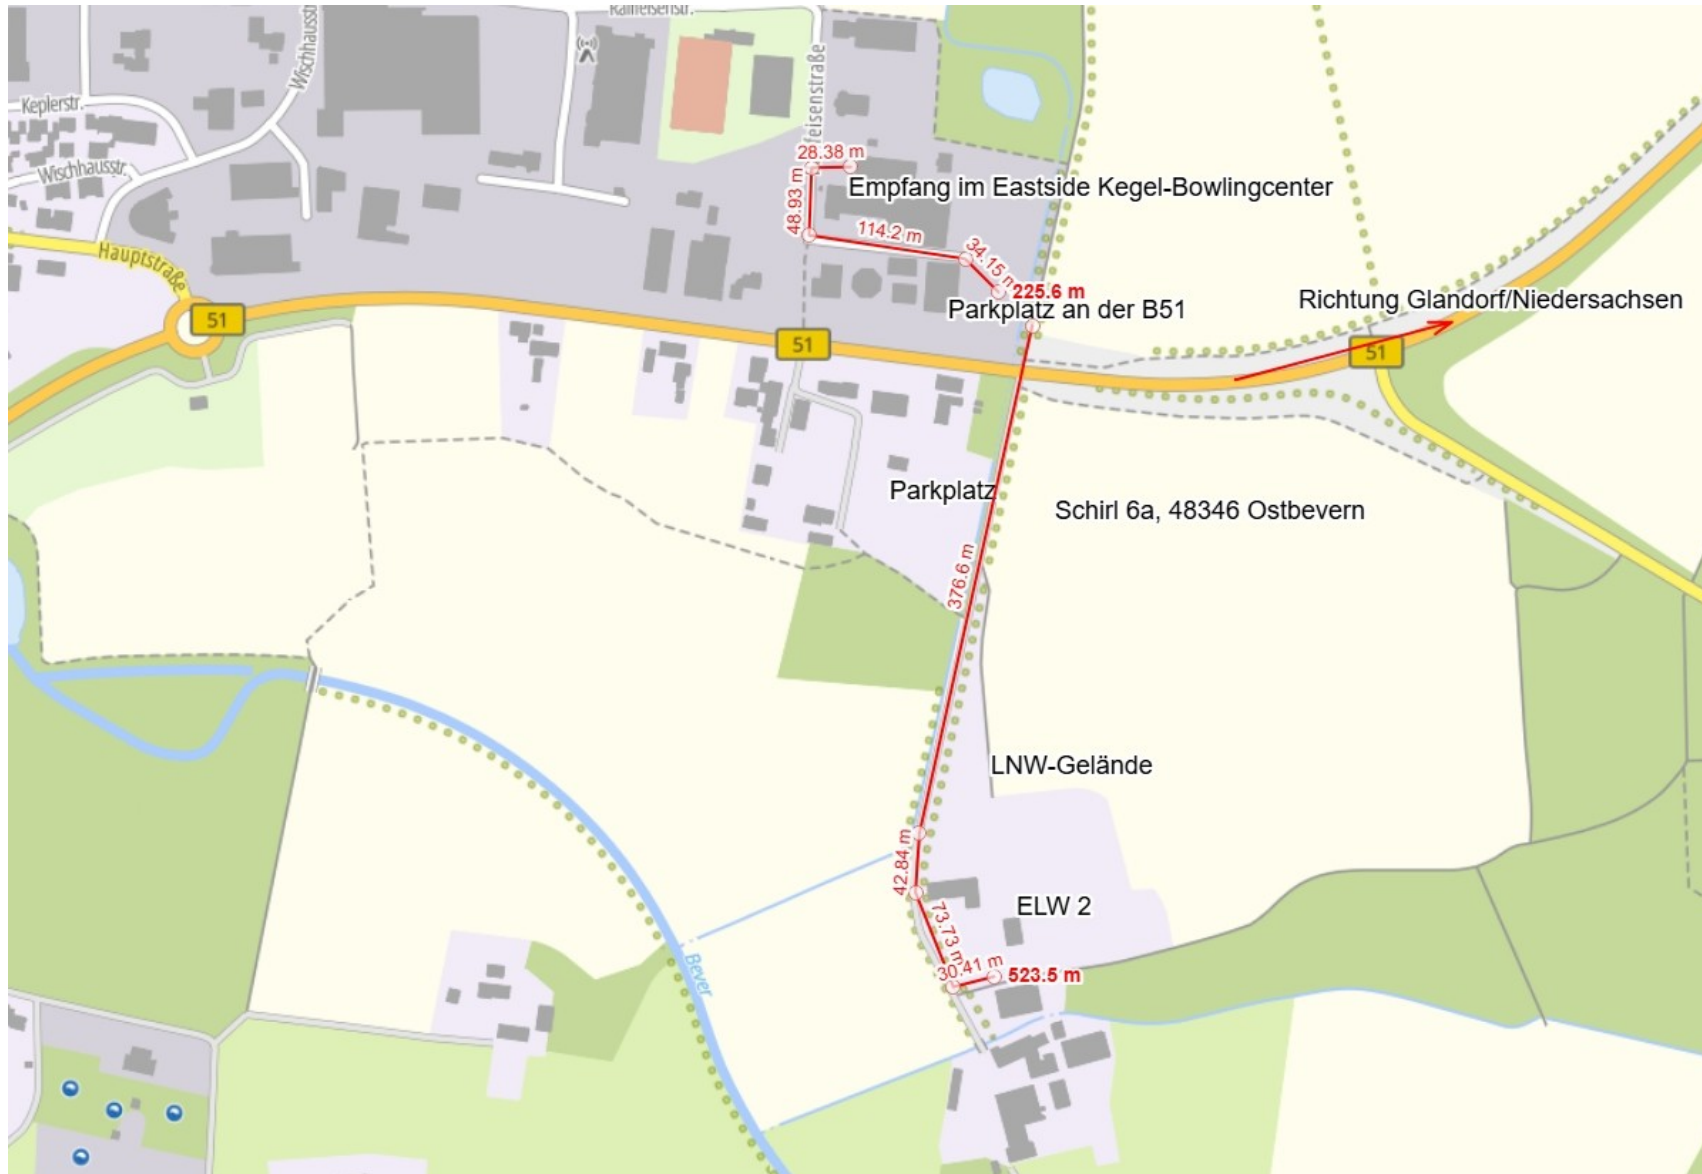 Raiffeisenstr.
Wischhausstr.
Keplerstr.
Wischhausstr.
feisenstraße
28.38 m
Empfang im Eastside Kegel-Bowlingcenter
48.93 m
114.2 m
34.15 m
225.6 m
Hauptstraße
Parkplatz an der B51
Richtung Glandorf/Niedersachsen
51
51
51
Parkplatz
Schirl 6a, 48346 Ostbevern
376.6 m
LNW-Gelände
42.84 m
ELW 2
73.73 m
30.41 m
523.5 m
Bever